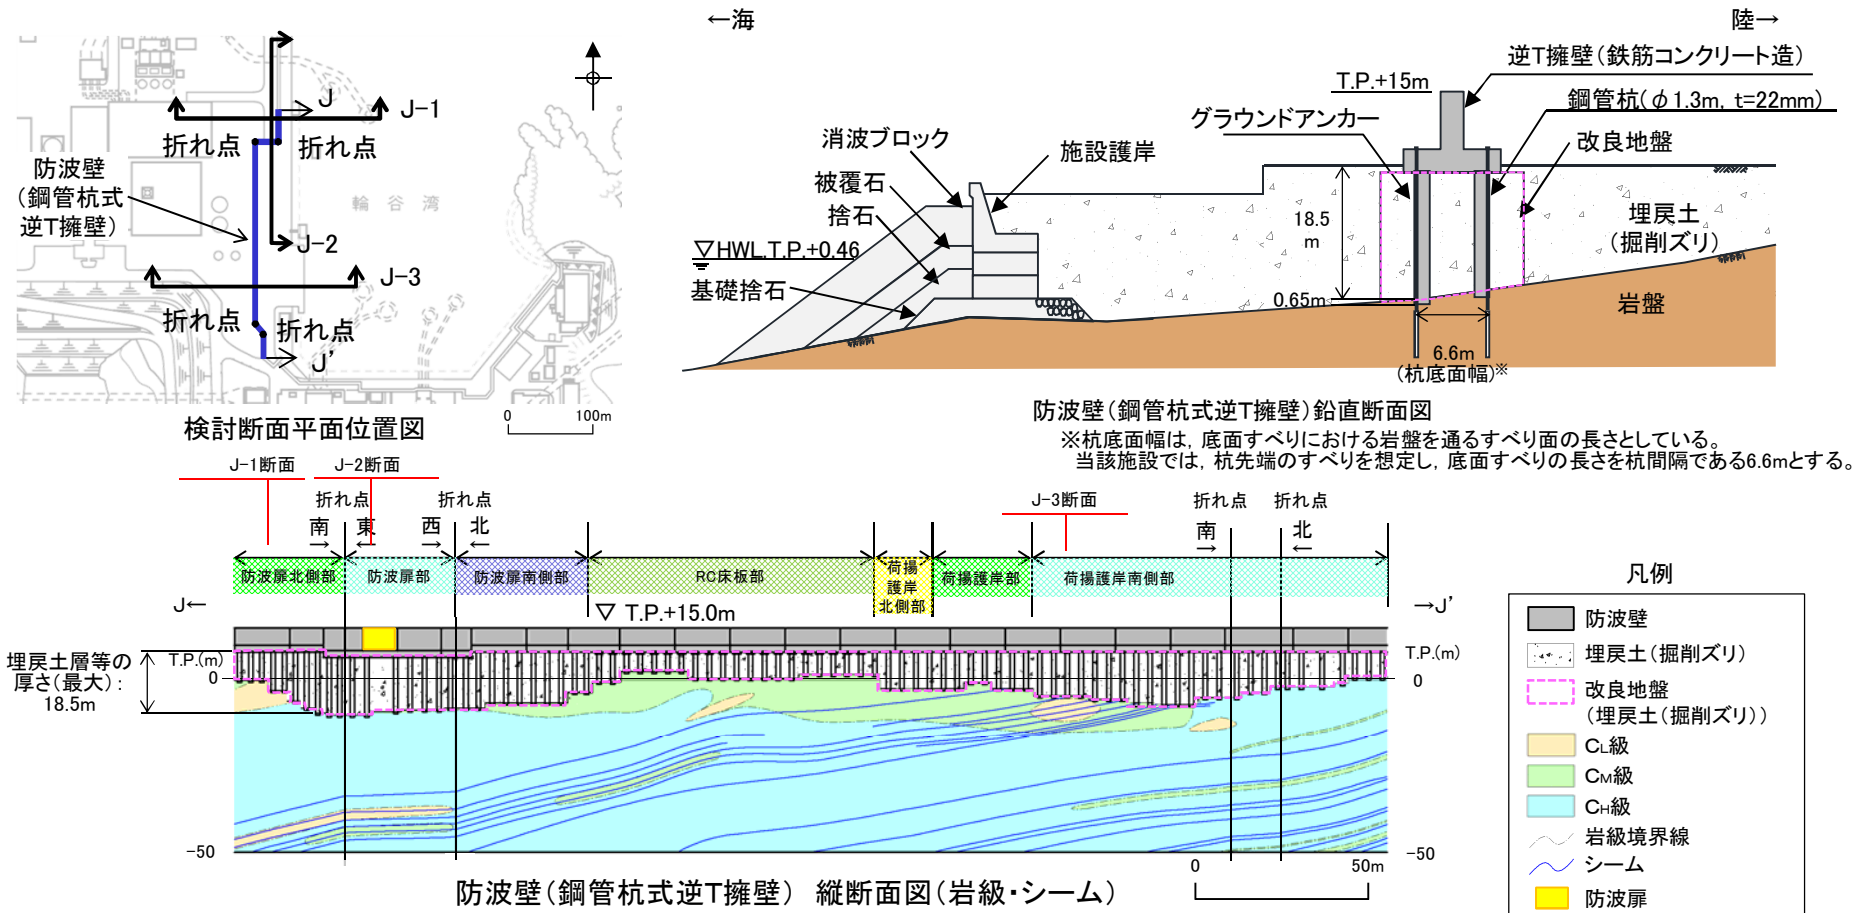 J
J-1
折れ点
折れ点
防波壁
(鋼管杭式
逆T擁壁)
輪谷湾
J-2
J-3
折れ点
折れ点
J'
0
100m
検討断面平面位置図
←海
陸→
逆T擁壁(鉄筋コンクリート造)
T.P.+15m
鋼管杭(φ1.3m, t=22mm)
グラウンドアンカー
消波ブロック
施設護岸
改良地盤
被覆石
捨石
18.5
m
埋戻土
(掘削ズリ)
▽HWL.T.P.+0.46
基礎捨石
0.65m
岩盤
6.6m
(杭底面幅)※
防波壁(鋼管杭式逆T擁壁)鉛直断面図
※杭底面幅は, 底面すべりにおける岩盤を通るすべり面の長さとしている。
当該施設では, 杭先端のすべりを想定し, 底面すべりの長さを杭間隔である6.6mとする。
J-1断面
J-2断面
J-3断面
折れ点
折れ点
折れ点
折れ点
南→
東←
西→
北←
南→
北←
防波扉北側部
防波扉部
防波扉南側部
RC床板部
荷揚
護岸
北側部
荷揚護岸部
荷揚護岸南側部
J←
▽ T.P.+15.0m
→J'
埋戻土層等の
厚さ(最大):
18.5m
T.P.(m)
0
-50
T.P.(m)
0
-50
0
50m
防波壁(鋼管杭式逆T擁壁) 縦断面図(岩級・シーム)
凡例
防波壁
埋戻土(掘削ズリ)
改良地盤
(埋戻土(掘削ズリ))
CL級
CM級
CH級
岩級境界線
シーム
防波扉